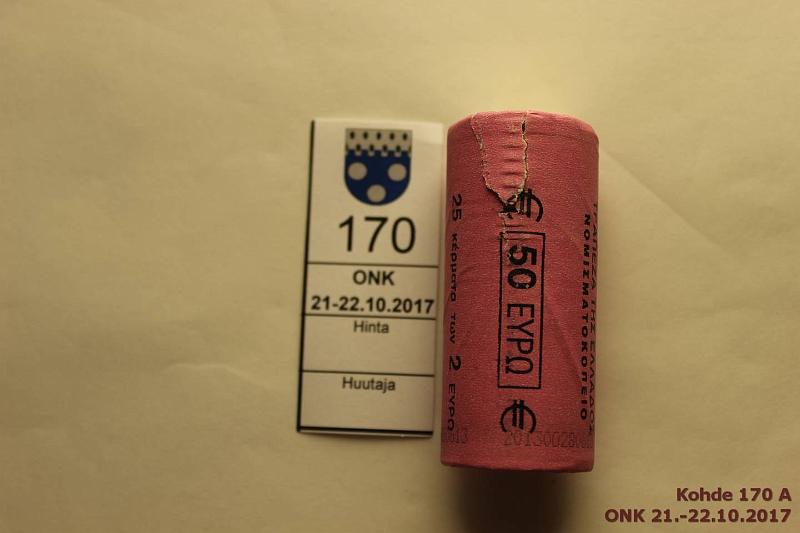 170
ONK
21-22.10.2017
Hinta
Huutaja
25 κέρματα των 2 ΕΥΡΩ
€ 50 ΕΥΡΩ €
ΤΡΑΠΕΖΑ ΤΗΣ ΕΛΛΑΔΟΣ
ΝΟΜΙΣΜΑΤΟΚΟΠΕΙΟ
Kohde 170 A
ONK 21.-22.10.2017